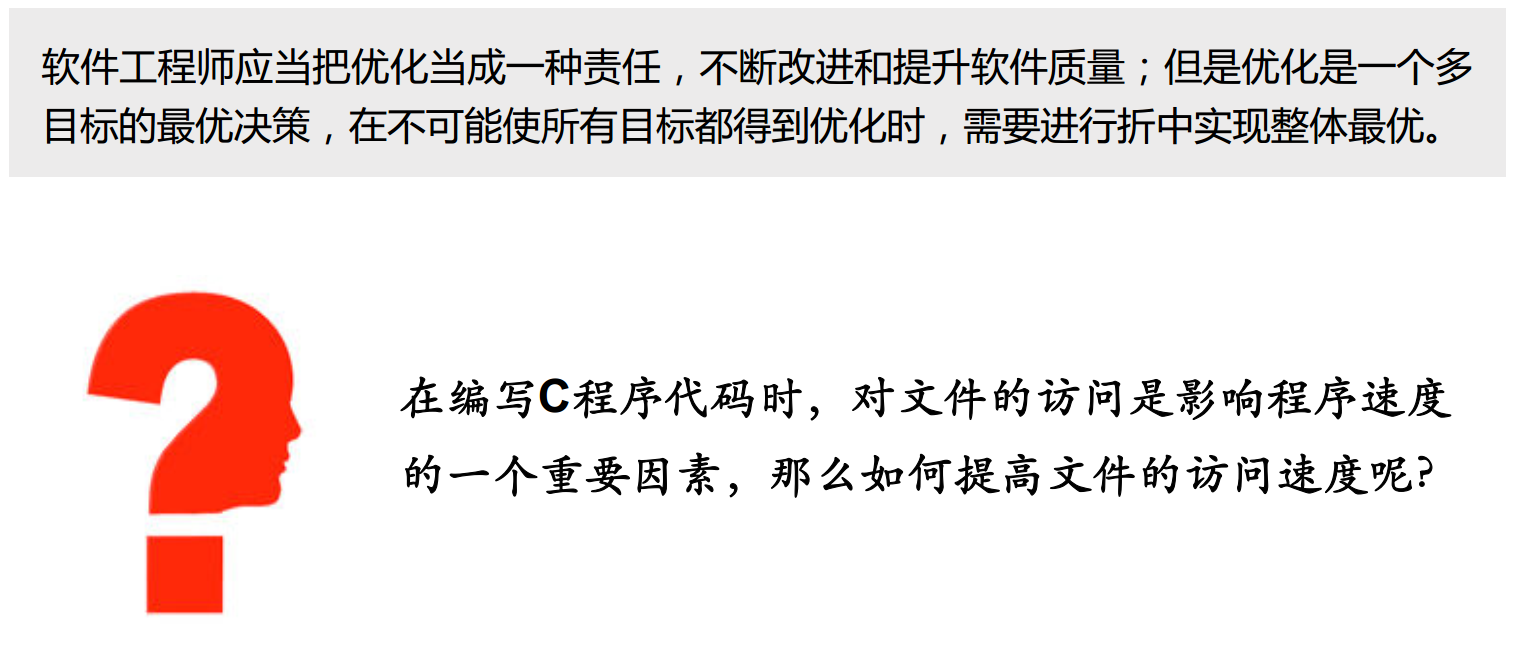 软件工程师应当把优化当成一种责任，不断改进和提升软件质量；但是优化是一个多
目标的最优决策，在不可能使所有目标都得到优化时，需要进行折中实现整体最优。
在编写C程序代码时，对文件的访问是影响程序速度
的一个重要因素，那么如何提高文件的访问速度呢?